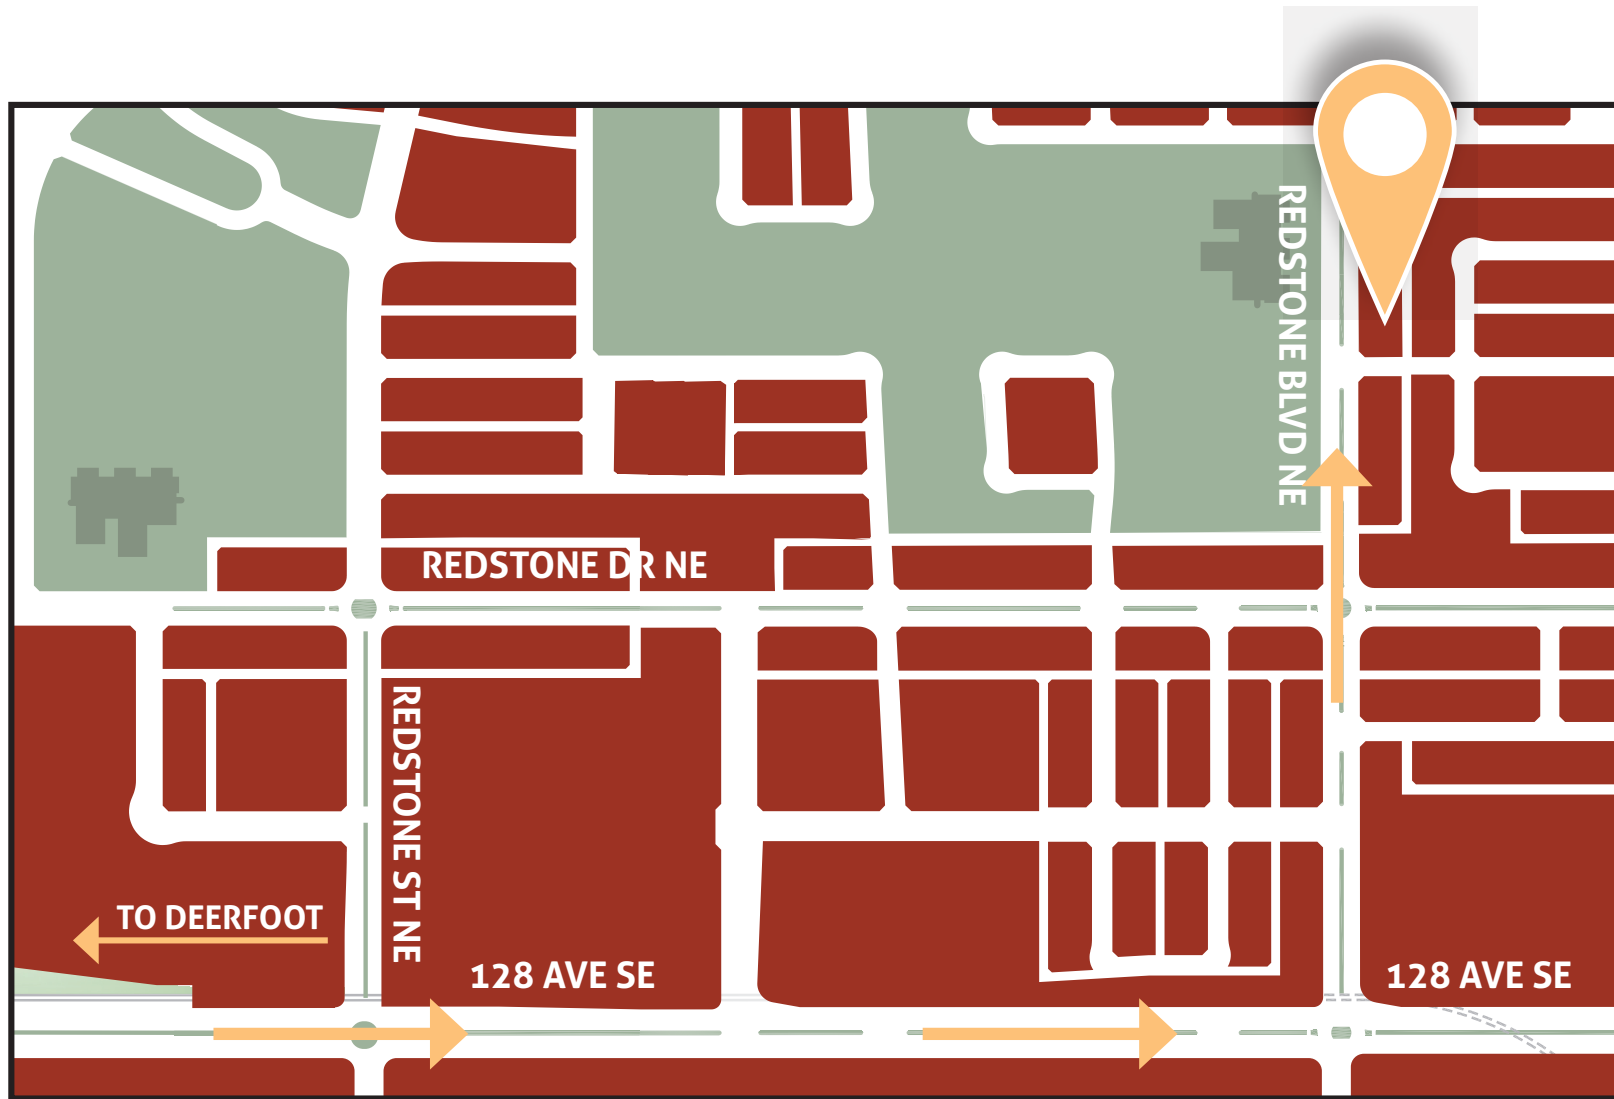 REDSTONE BLVD NE
REDSTONE DR NE
REDSTONE ST NE
TO DEERFOOT
128 AVE SE
128 AVE SE